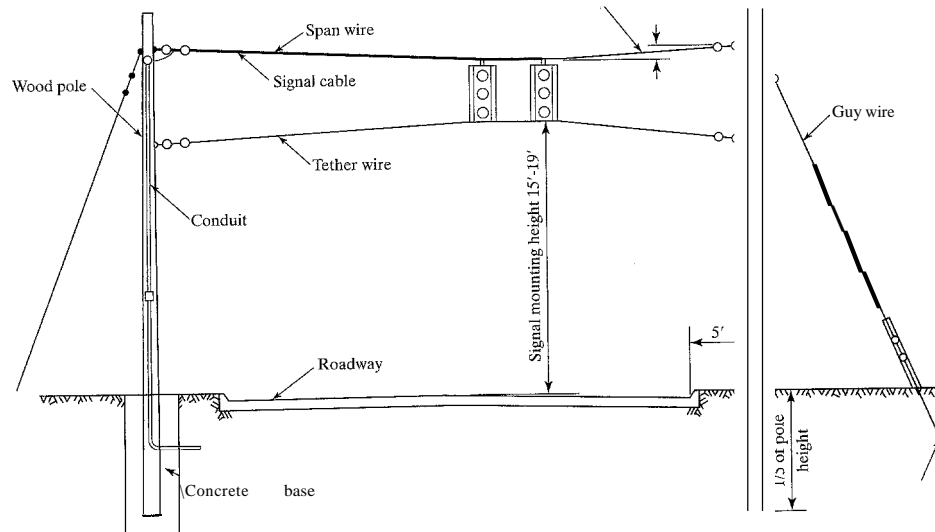 Span wire
Signal cable
Wood pole
Guy wire
Tether wire
Conduit
Signal mounting height 15′-19′
5′
Roadway
1/5 of pole
height
Concrete base